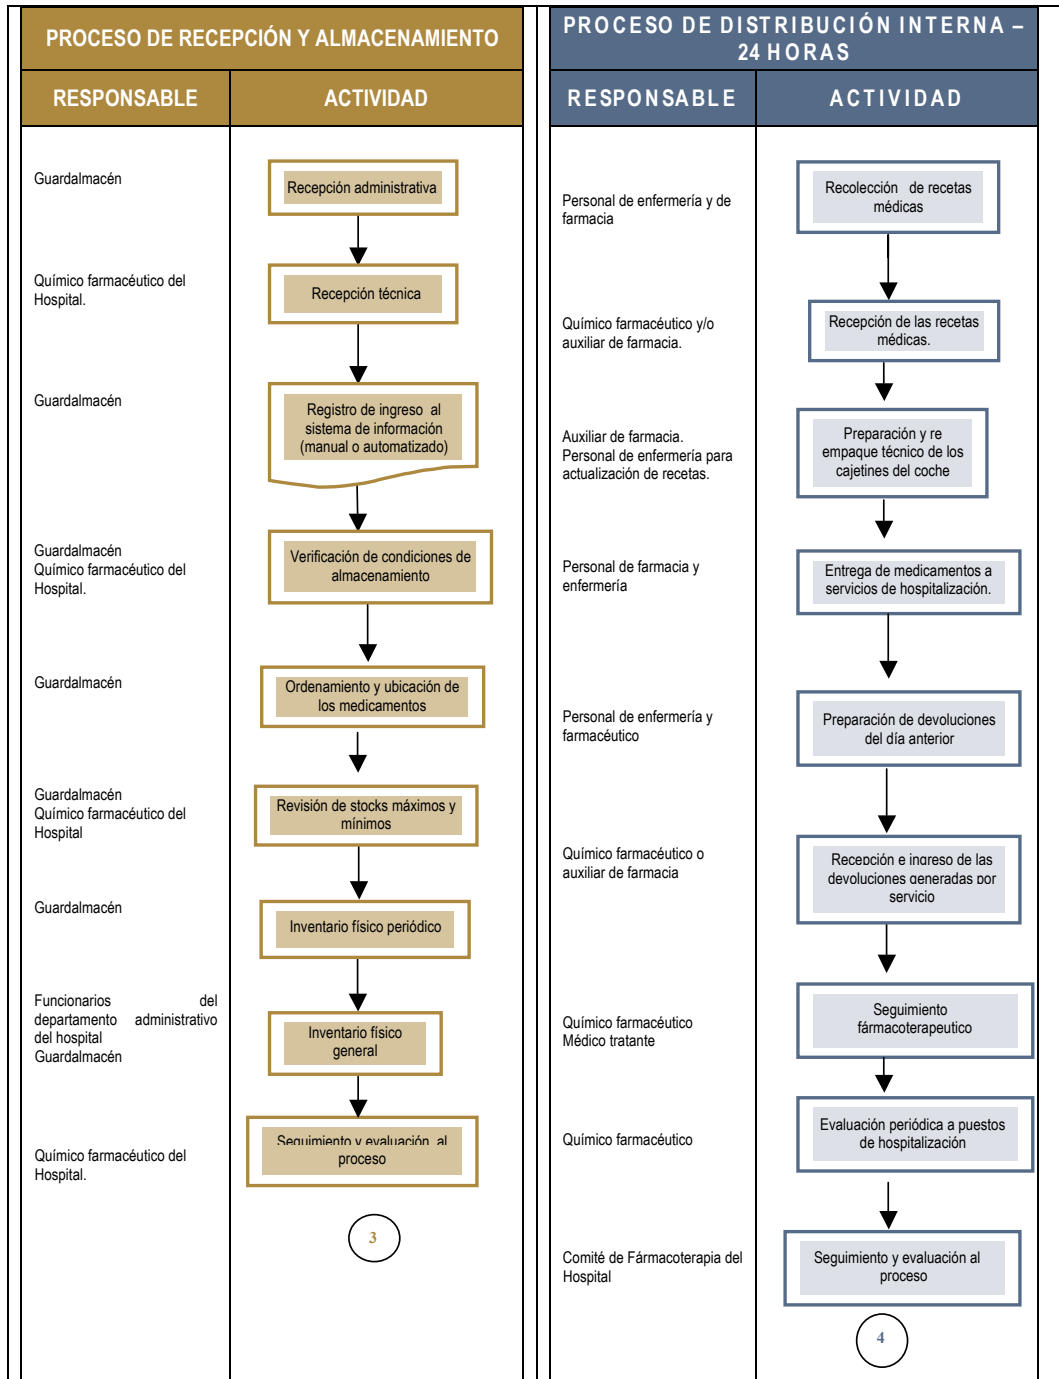 PROCESO DE RECEPCIÓN Y ALMACENAMIENTO
RESPONSABLE
ACTIVIDAD
Guardalmacén
Recepción administrativa
Químico farmacéutico del
Hospital.
Recepción técnica
Guardalmacén
Registro de ingreso al
sistema de información
(manual o automatizado)
Guardalmacén
Químico farmacéutico del
Hospital.
Verificación de condiciones de
almacenamiento
Guardalmacén
Ordenamiento y ubicación de
los medicamentos
Guardalmacén
Químico farmacéutico del
Hospital
Revisión de stocks máximos y
mínimos
Guardalmacén
Inventario físico periódico
Funcionarios del
departamento administrativo
del hospital
Guardalmacén
Inventario físico
general
Químico farmacéutico del
Hospital.
Seguimiento y evaluación al
proceso
3
PROCESO DE DISTRIBUCIÓN INTERNA –
24 HORAS
RESPONSABLE
ACTIVIDAD
Personal de enfermería y de
farmacia
Recolección de recetas
médicas
Químico farmacéutico y/o
auxiliar de farmacia.
Recepción de las recetas
médicas.
Auxiliar de farmacia.
Personal de enfermería para
actualización de recetas.
Preparación y re
empaque técnico de los
cajetines del coche
Personal de farmacia y
enfermería
Entrega de medicamentos a
servicios de hospitalización.
Personal de enfermería y
farmacéutico
Preparación de devoluciones
del día anterior
Químico farmacéutico o
auxiliar de farmacia
Recepción e ingreso de las
devoluciones generadas por
servicio
Químico farmacéutico
Médico tratante
Seguimiento
fármacoterapeutico
Químico farmacéutico
Evaluación periódica a puestos
de hospitalización
Comité de Fármacoterapia del
Hospital
Seguimiento y evaluación al
proceso
4